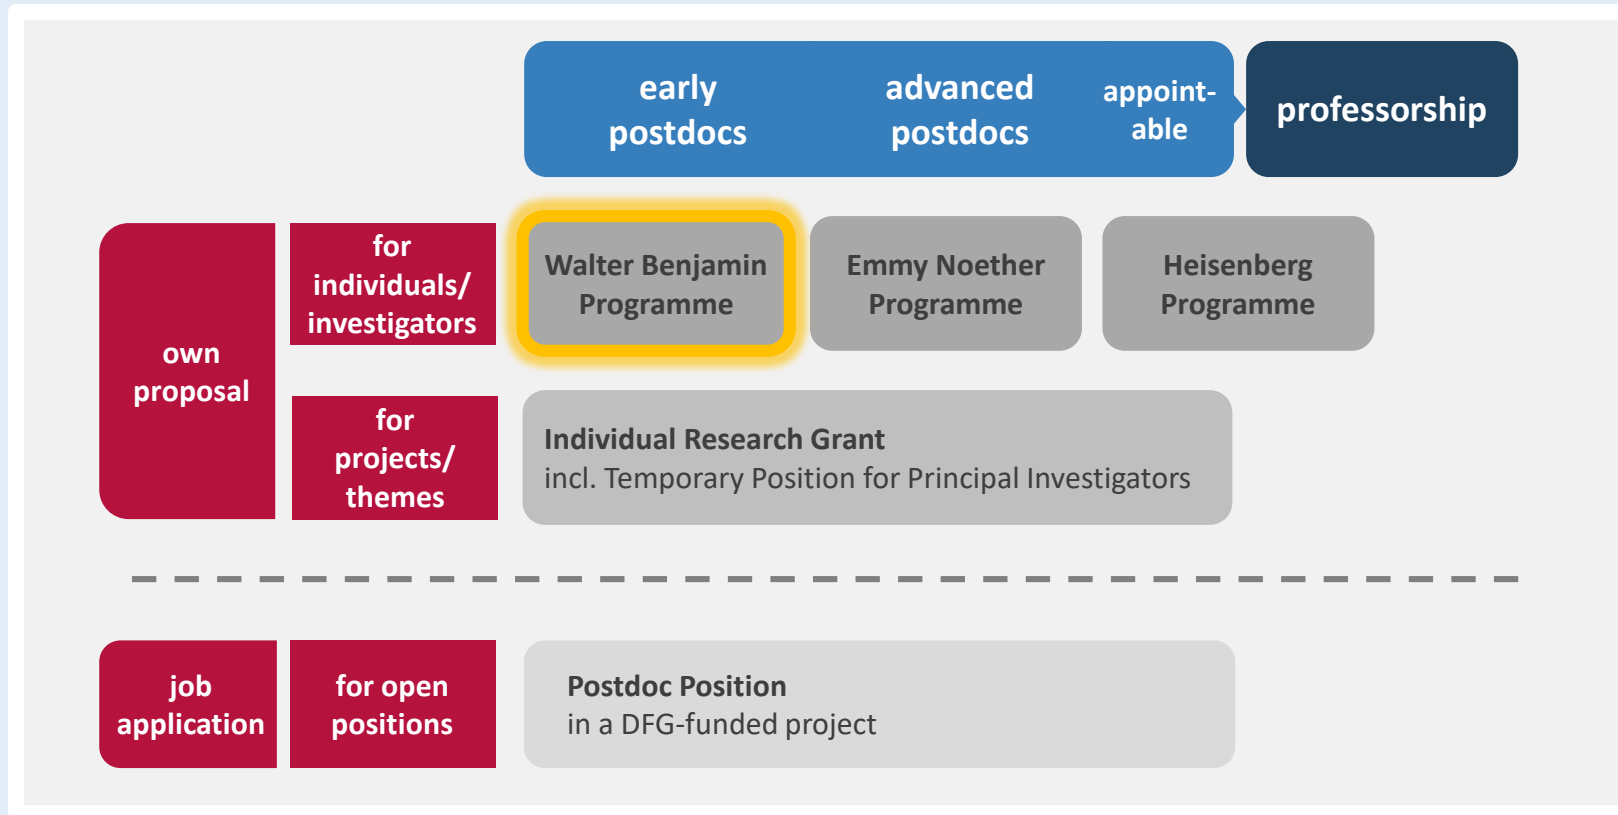 early
postdocs
advanced
postdocs
appoint-
able
professorship
own
proposal
for
individuals/
investigators
Walter Benjamin
Programme
Emmy Noether
Programme
Heisenberg
Programme
for
projects/
themes
Individual Research Grant
incl. Temporary Position for Principal Investigators
job
application
for open
positions
Postdoc Position
in a DFG-funded project